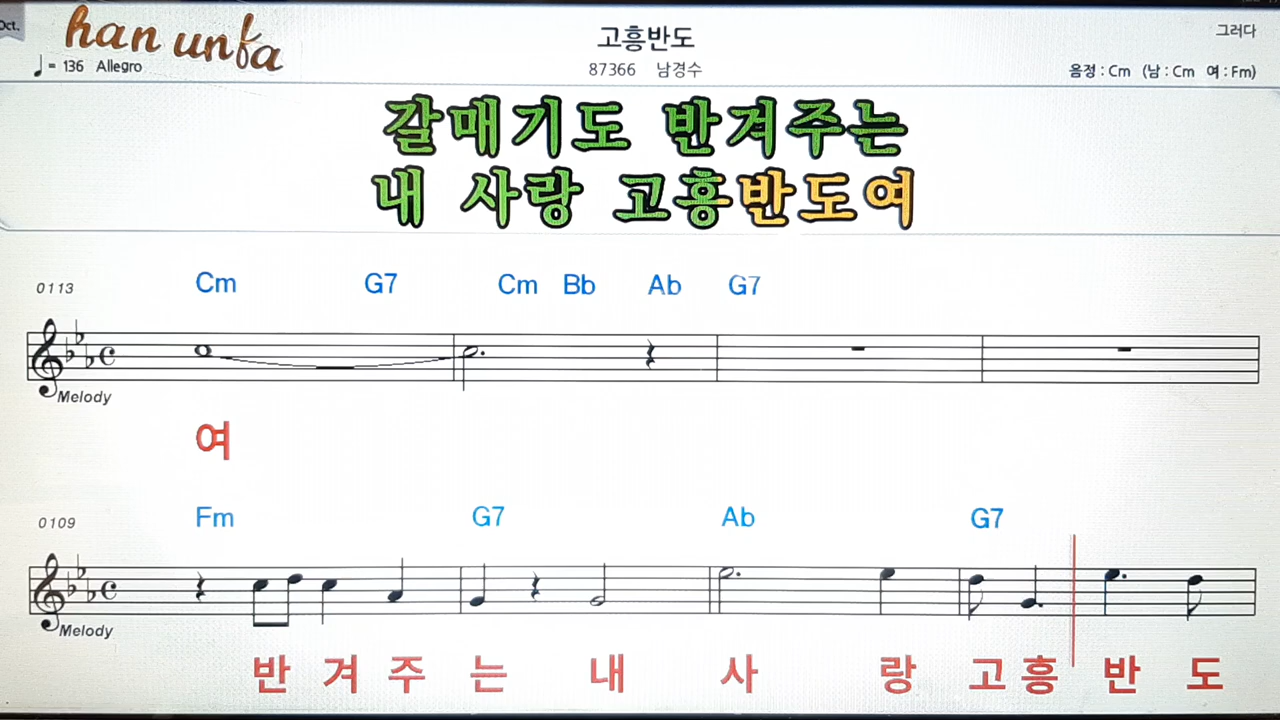 Oct.
han unfa
고흥반도
그러다
= 136 Allegro
87366 남경수
음정 : Cm (남 : Cm 여 : Fm)
갈매기도 반겨주는
내 사랑 고흥반도여
0113
Cm G7 Cm Bb Ab G7
Melody
여
0109
Fm G7 Ab G7
Melody
반 겨 주 는 내 사 랑 고 흥 반 도